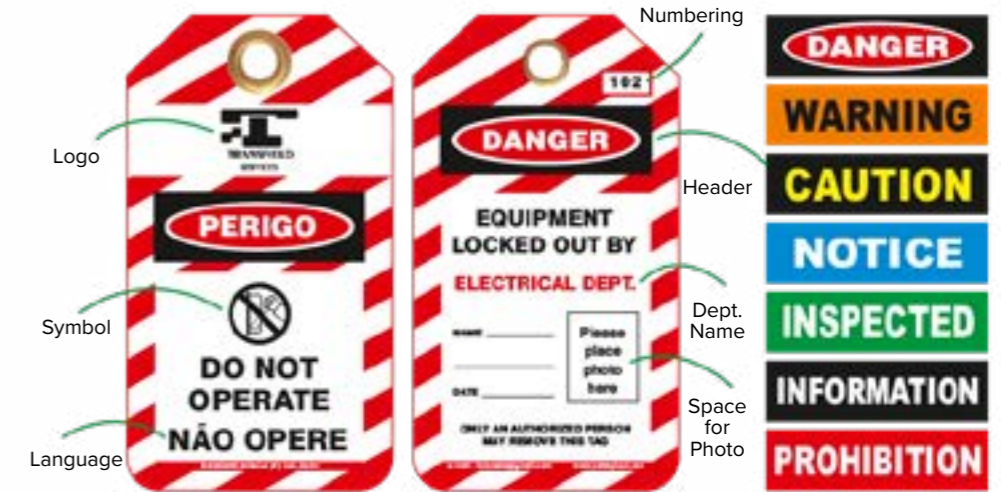 Numbering
Logo
Symbol
Language
PERIGO
DO NOT
OPERATE
NÃO OPERE
102
DANGER
EQUIPMENT
LOCKED OUT BY
ELECTRICAL DEPT.
NAME
DATE
Please
place
photo
here
ONLY AN AUTHORIZED PERSON
MAY REMOVE THIS TAG
Header
Dept.
Name
Space
for
Photo
DANGER
WARNING
CAUTION
NOTICE
INSPECTED
INFORMATION
PROHIBITION